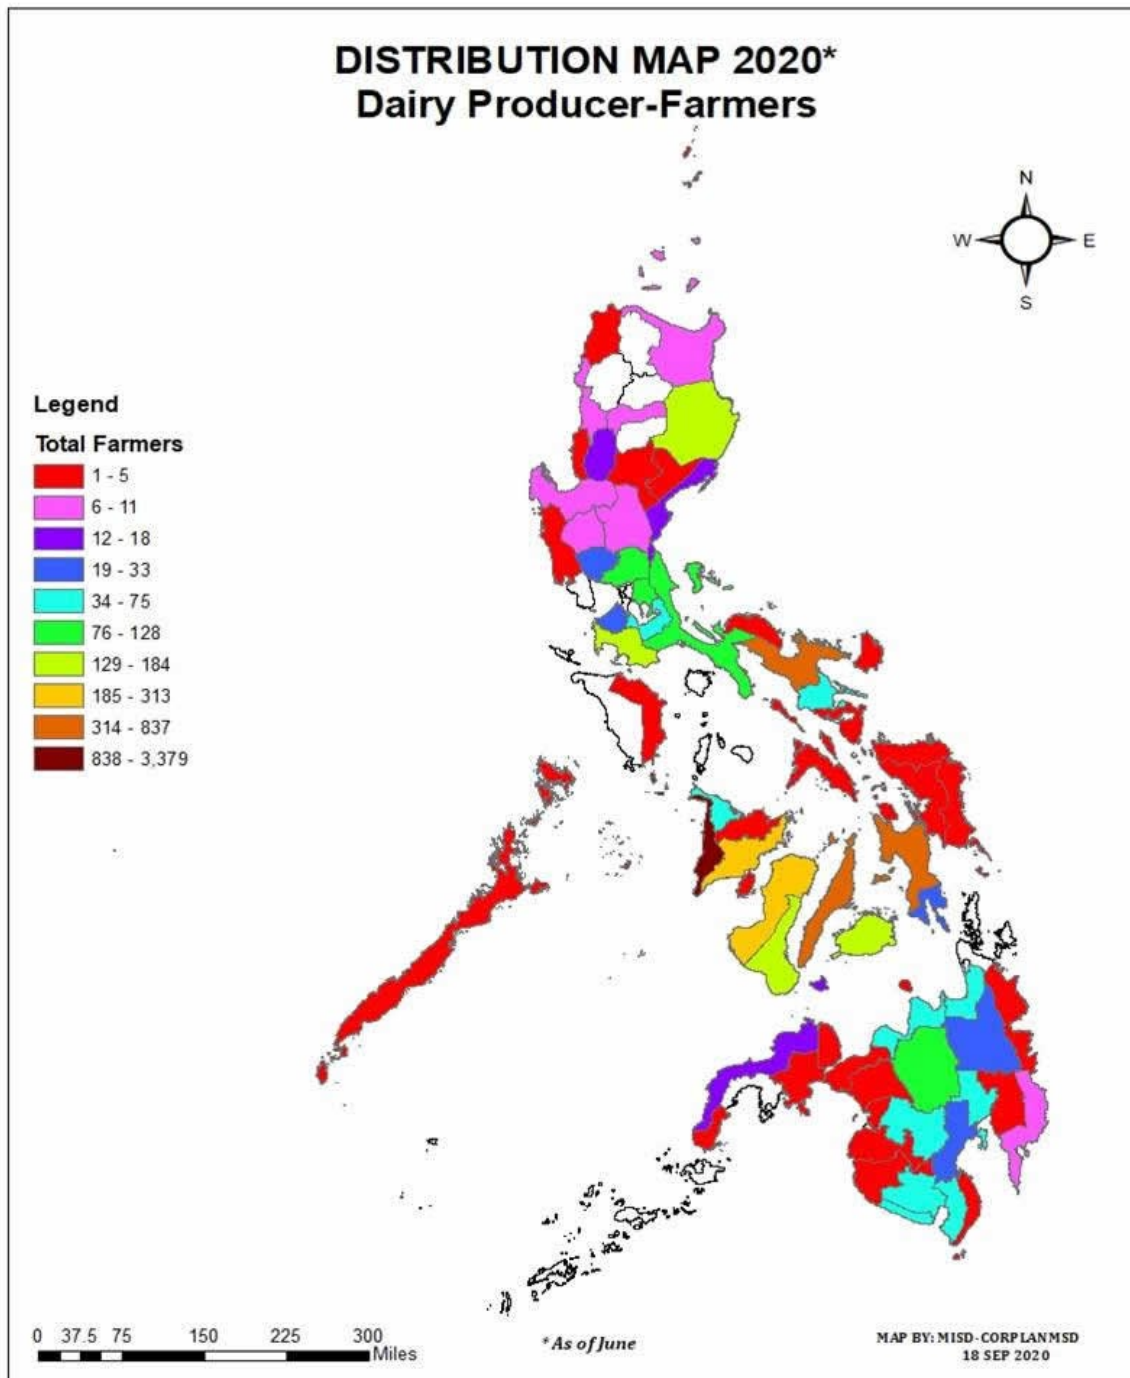 DISTRIBUTION MAP 2020*
Dairy Producer-Farmers
N
W E
S
Legend
Total Farmers
1 - 5
6 - 11
12 - 18
19 - 33
34 - 75
76 - 128
129 - 184
185 - 313
314 - 837
838 - 3,379
0 37.5 75 150 225 300
Miles
*As of June
MAP BY: MISD-CORPLANMSD
18 SEP 2020